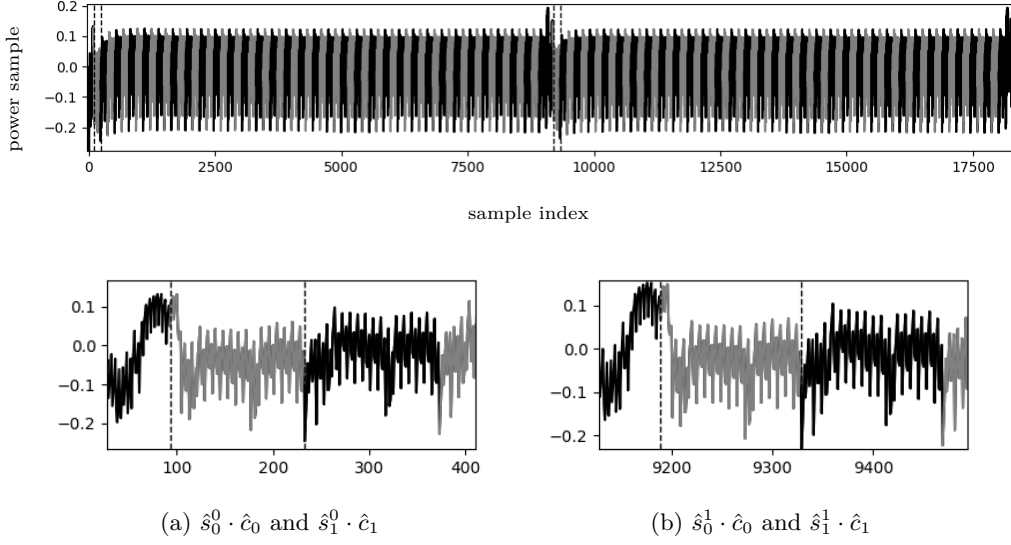 0.2
0.1
0.0
−0.1
−0.2
power sample
0 2500 5000 7500 10000 12500 15000 17500
sample index
0.1
0.0
−0.1
−0.2
100 200 300 400
0.1
0.0
−0.1
−0.2
9200 9300 9400
(a) ŝ₀⁰ · ĉ₀ and ŝ₁⁰ · ĉ₁
(b) ŝ₀¹ · ĉ₀ and ŝ₁¹ · ĉ₁